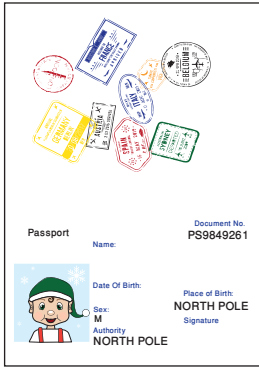 FRANCE
BELGIUM
ITALY
GERMANY
AUSTRIA
SPAIN
SYDNEY
Document No.
Passport
PS9849261
Name:
Date Of Birth:
Place of Birth:
NORTH POLE
Sex:
M
Signature
Authority
NORTH POLE